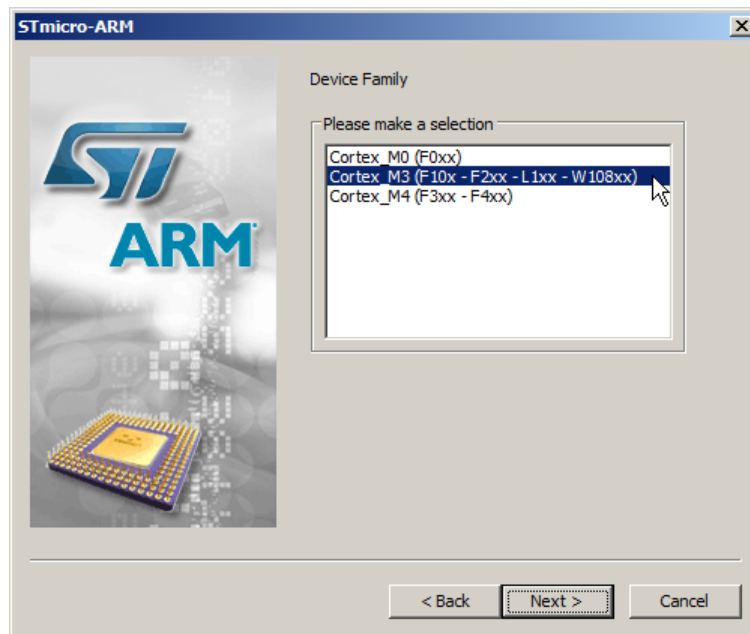 STmicro-ARM
ST
ARM
Device Family
Please make a selection
Cortex_M0 (F0xx)
Cortex_M3 (F10x - F2xx - L1xx - W108xx)
Cortex_M4 (F3xx - F4xx)
< Back
Next >
Cancel